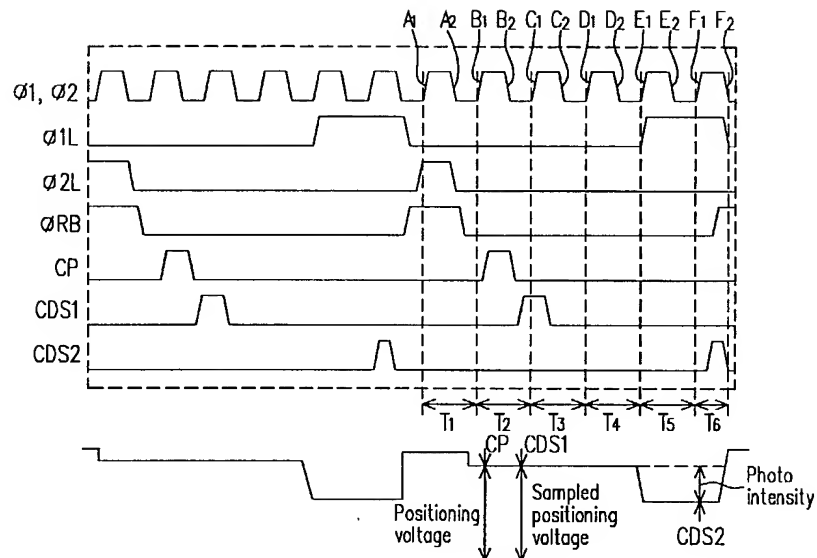 A1 A2 B1 B2 C1 C2 D1 D2 E1 E2 F1 F2
Ø1, Ø2
Ø1L
Ø2L
ØRB
CP
CDS1
CDS2
T1 T2 T3 T4 T5 T6
CP CDS1
Positioning voltage
Sampled positioning voltage
Photo intensity
CDS2